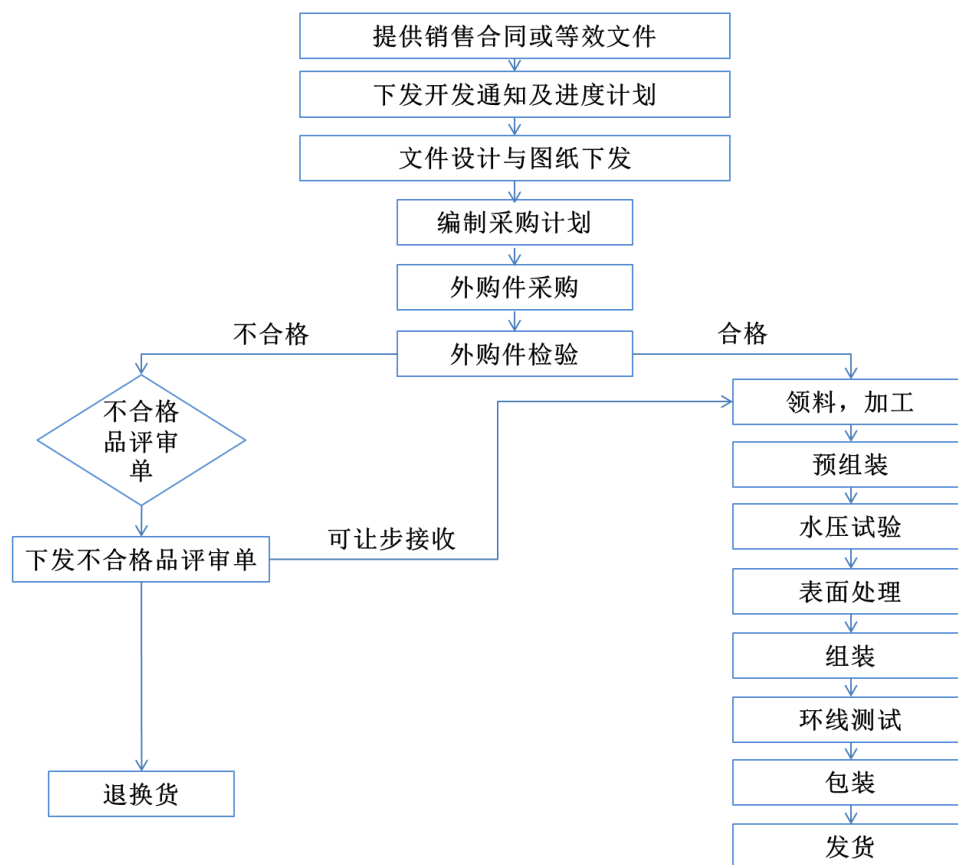 提供销售合同或等效文件
下发开发通知及进度计划
文件设计与图纸下发
编制采购计划
外购件采购
不合格
外购件检验
合格
不合格
品评审
单
领料，加工
预组装
水压试验
可让步接收
下发不合格品评审单
表面处理
组装
环线测试
退换货
包装
发货